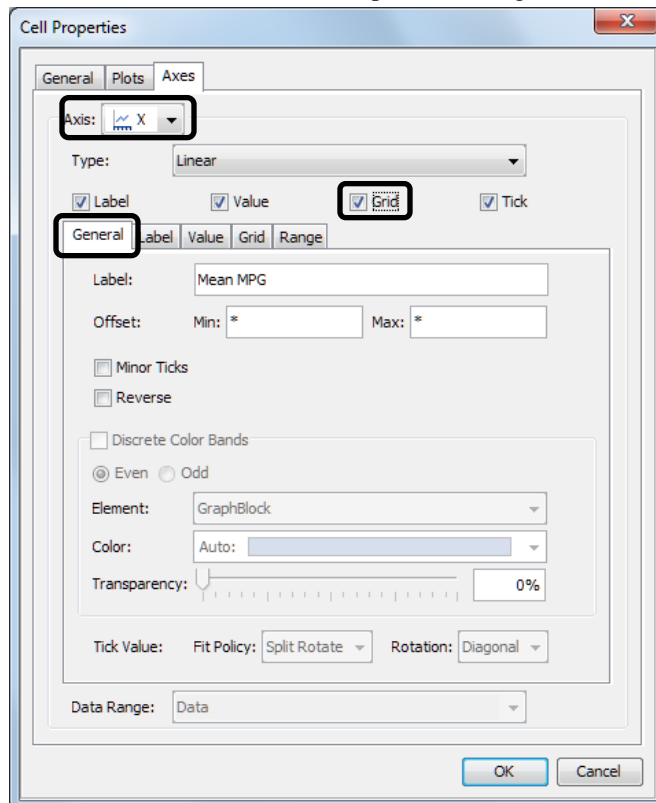 Cell Properties
General Plots Axes
Axis: X
Type: Linear
Label Value Grid Tick
General Label Value Grid Range
Label: Mean MPG
Offset: Min: * Max: *
Minor Ticks
Reverse
Discrete Color Bands
Even Odd
Element: GraphBlock
Color: Auto:
Transparency: 0%
Tick Value: Fit Policy: Split Rotate Rotation: Diagonal
Data Range: Data
OK Cancel